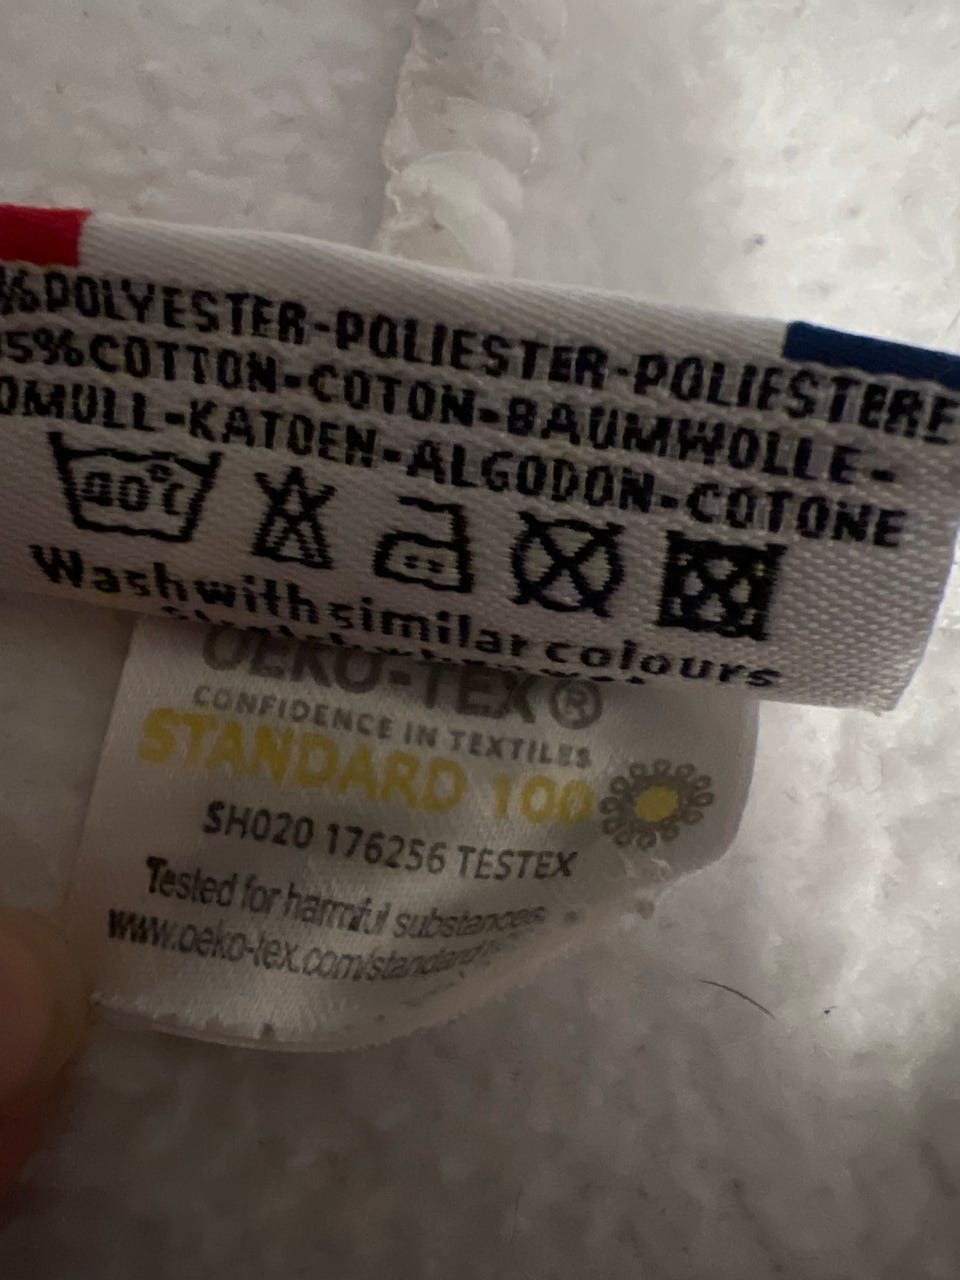 %POLYESTER-POLIESTER-POLIESTERE
5%COTTON-COTON-BAUMWOLLE-
OMULL-KATOEN-ALGODON-COTONE
40°C
Wash with similar colours
OEKO-TEX®
CONFIDENCE IN TEXTILES
STANDARD 100
SH020 176256 TESTEX
Tested for harmful substances
www.oeko-tex.com/standard